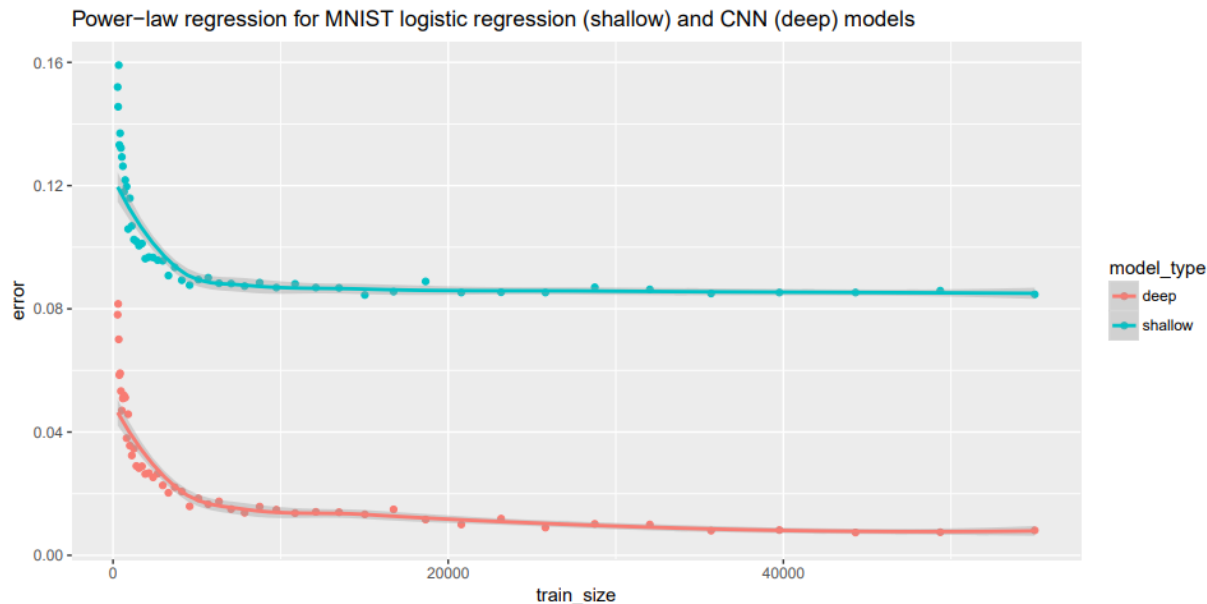 Power−law regression for MNIST logistic regression (shallow) and CNN (deep) models
0.16
0.12
0.08
0.04
0.00
error
0
20000
40000
train_size
model_type
deep
shallow